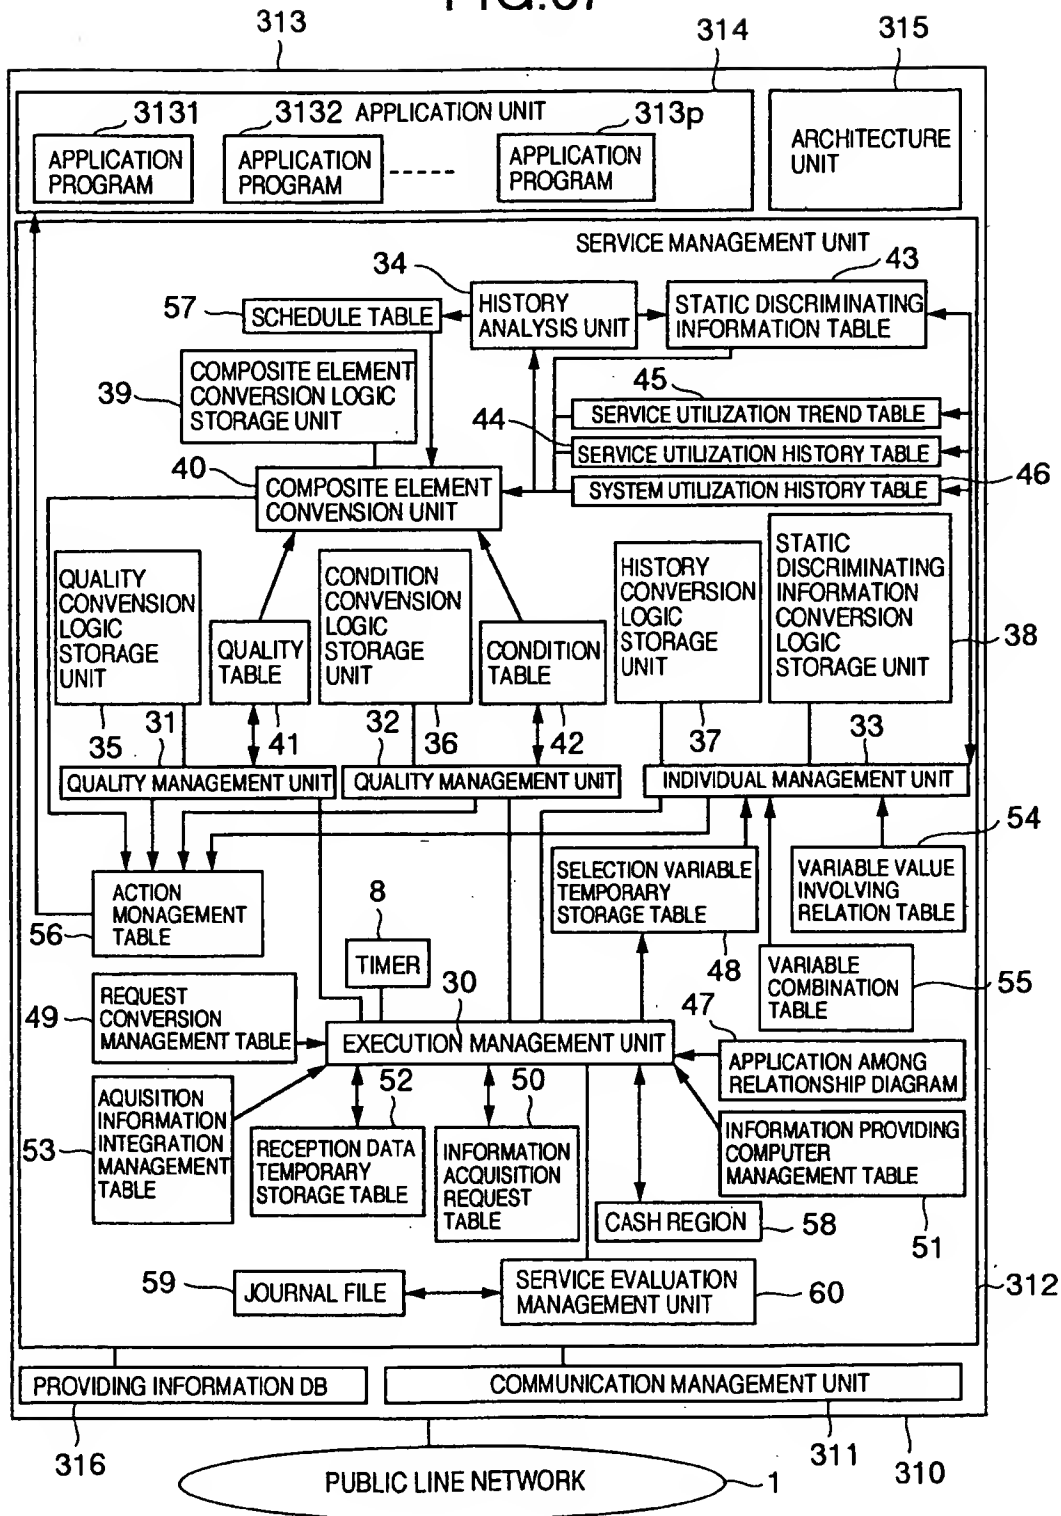 313
314
315
APPLICATION UNIT
3131
3132
313p
APPLICATION
PROGRAM
APPLICATION
PROGRAM
APPLICATION
PROGRAM
ARCHITECTURE
UNIT
SERVICE MANAGEMENT UNIT
34
43
57
SCHEDULE TABLE
HISTORY
ANALYSIS UNIT
STATIC DISCRIMINATING
INFORMATION TABLE
39
COMPOSITE ELEMENT
CONVERSION LOGIC
STORAGE UNIT
45
SERVICE UTILIZATION TREND TABLE
44
SERVICE UTILIZATION HISTORY TABLE
46
SYSTEM UTILIZATION HISTORY TABLE
40
COMPOSITE ELEMENT
CONVENSION UNIT
QUALITY
CONVENSION
LOGIC
STORAGE
UNIT
QUALITY
TABLE
CONDITION
CONVENSION
LOGIC
STORAGE
UNIT
CONDITION
TABLE
HISTORY
CONVERSION
LOGIC
STORAGE
UNIT
STATIC
DISCRIMINATING
INFORMATION
CONVERSION
LOGIC
STORAGE UNIT
38
35
31
41
32
36
42
37
33
QUALITY MANAGEMENT UNIT
QUALITY MANAGEMENT UNIT
INDIVIDUAL MANAGEMENT UNIT
54
ACTION
MONAGEMENT
TABLE
56
8
TIMER
SELECTION VARIABLE
TEMPORARY
STORAGE TABLE
48
VARIABLE VALUE
INVOLVING
RELATION TABLE
VARIABLE
COMBINATION
TABLE
55
49
REQUEST
CONVERSION
MANAGEMENT TABLE
30
EXECUTION MANAGEMENT UNIT
47
APPLICATION AMONG
RELATIONSHIP DIAGRAM
53
AQUISITION
INFORMATION
INTEGRATION
MANAGEMENT
TABLE
52
RECEPTION DATA
TEMPORARY
STORAGE TABLE
50
INFORMATION
ACQUISITION
REQUEST
TABLE
INFORMATION PROVIDING
COMPUTER
MANAGEMENT TABLE
51
CASH REGION
58
59
JOURNAL FILE
SERVICE EVALUATION
MANAGEMENT UNIT
60
312
PROVIDING INFORMATION DB
COMMUNICATION MANAGEMENT UNIT
316
311
310
PUBLIC LINE NETWORK
1